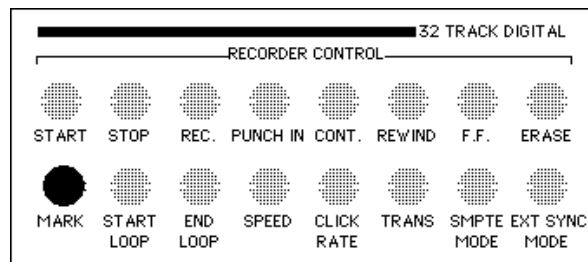 32 TRACK DIGITAL
RECORDER CONTROL
START STOP REC. PUNCH IN CONT. REWIND F.F. ERASE
MARK START LOOP END LOOP SPEED CLICK RATE TRANS SMPTE MODE EXT SYNC MODE